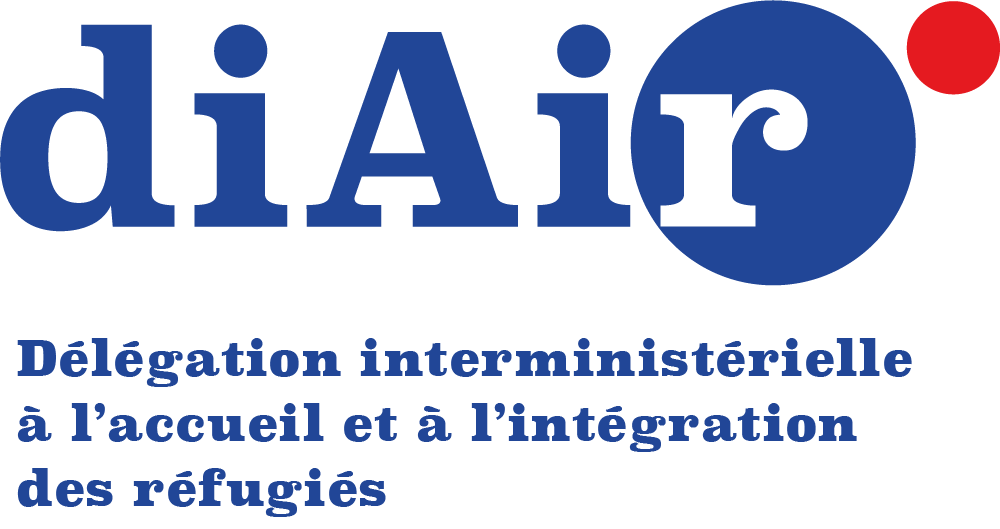 diAir
Délégation interministérielle
à l’accueil et à l’intégration
des réfugiés